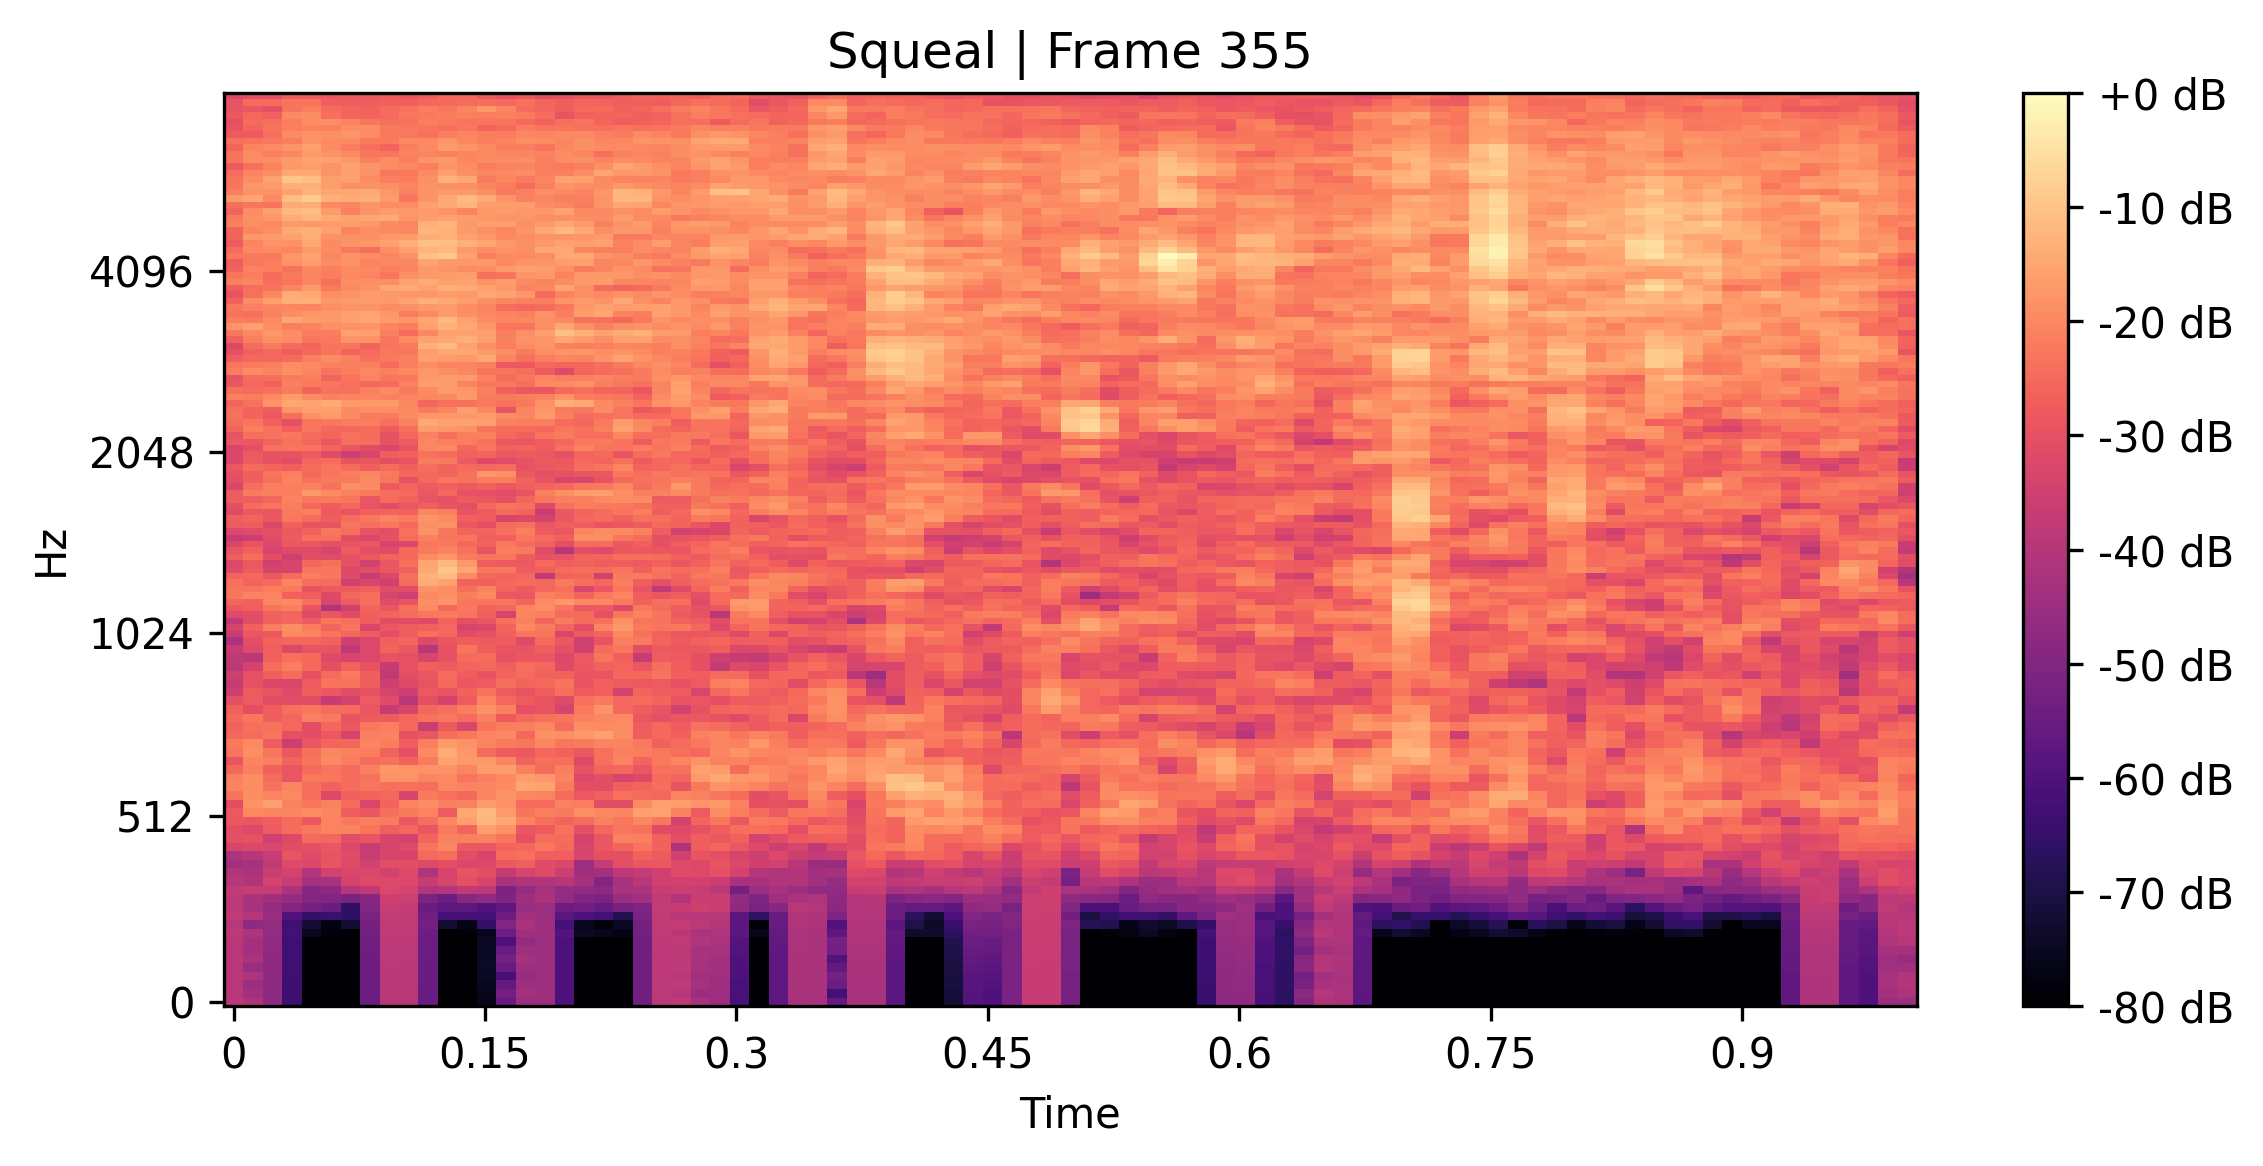 Squeal | Frame 355
Hz
4096
2048
1024
512
0
0 0.15 0.3 0.45 0.6 0.75 0.9
Time
+0 dB
-10 dB
-20 dB
-30 dB
-40 dB
-50 dB
-60 dB
-70 dB
-80 dB